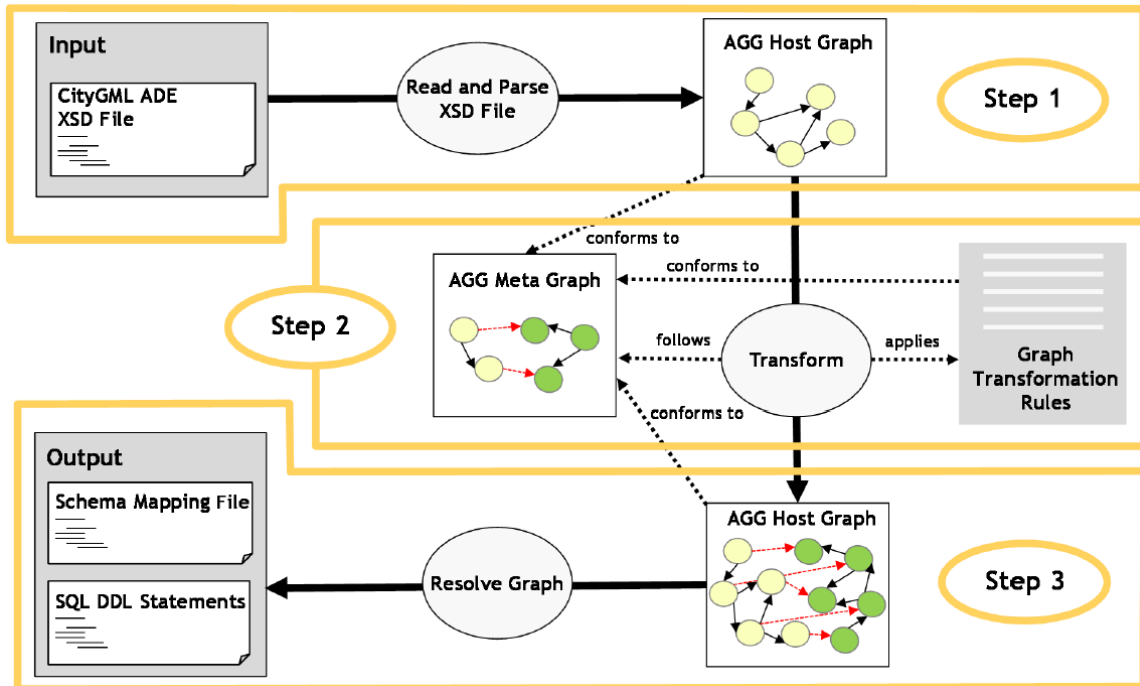 Input
CityGML ADE
XSD File
Read and Parse
XSD File
AGG Host Graph
Step 1
conforms to
conforms to
AGG Meta Graph
Step 2
follows
Transform
applies
Graph
Transformation
Rules
conforms to
Output
Schema Mapping File
SQL DDL Statements
Resolve Graph
AGG Host Graph
Step 3